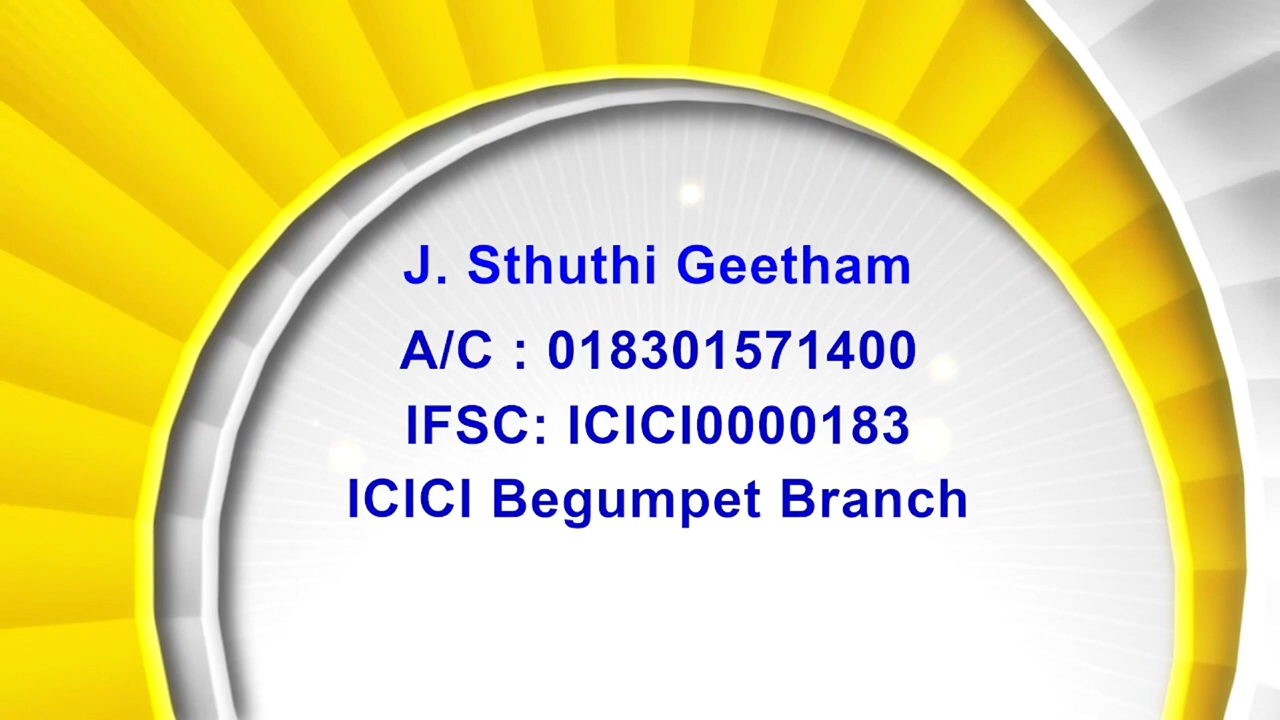 J. Sthuthi Geetham
A/C : 018301571400
IFSC: ICICI0000183
ICICI Begumpet Branch